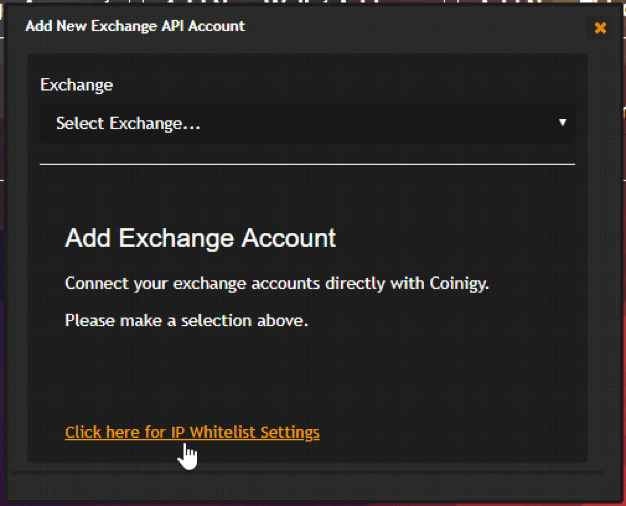 Add New Exchange API Account
Exchange
Select Exchange...
Add Exchange Account
Connect your exchange accounts directly with Coinigy.
Please make a selection above.
Click here for IP Whitelist Settings